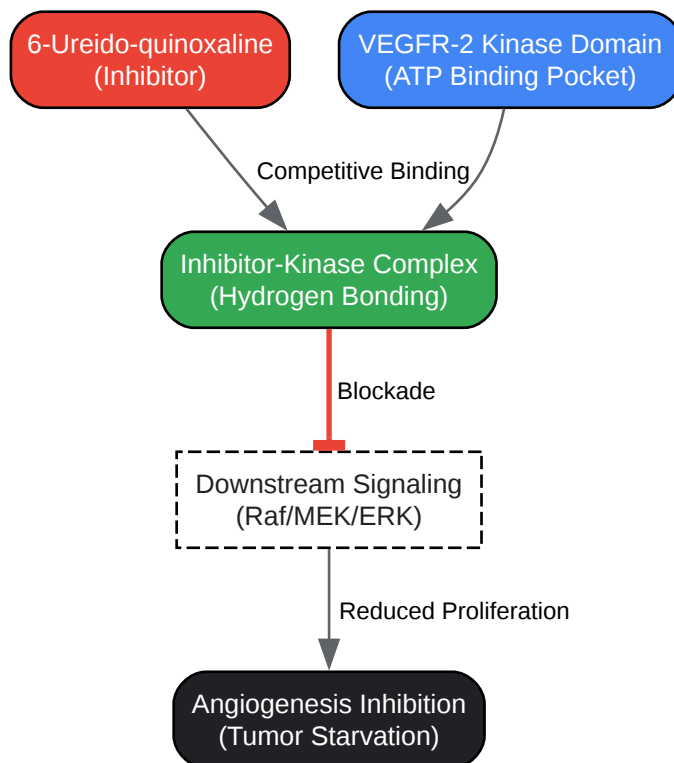 6-Ureido-quinoxaline
(Inhibitor)
VEGFR-2 Kinase Domain
(ATP Binding Pocket)
Competitive Binding
Inhibitor-Kinase Complex
(Hydrogen Bonding)
Blockade
Downstream Signaling
(Raf/MEK/ERK)
Reduced Proliferation
Angiogenesis Inhibition
(Tumor Starvation)